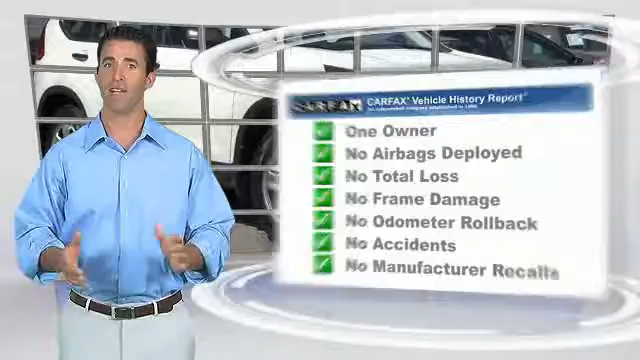 CARFAX CARFAX® Vehicle History Report™
One Owner
No Airbags Deployed
No Total Loss
No Frame Damage
No Odometer Rollback
No Accidents
No Manufacturer Recalls